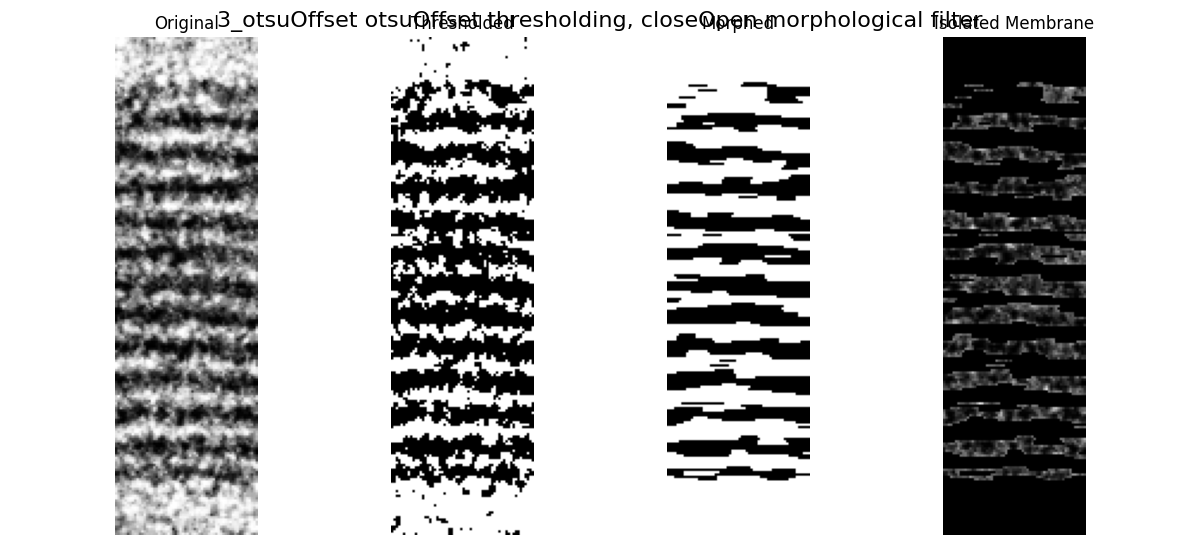 3_otsuOffset otsuOffset thresholding, closeOpen morphological filter
Original
Thresholded
Morphed
Isolated Membrane